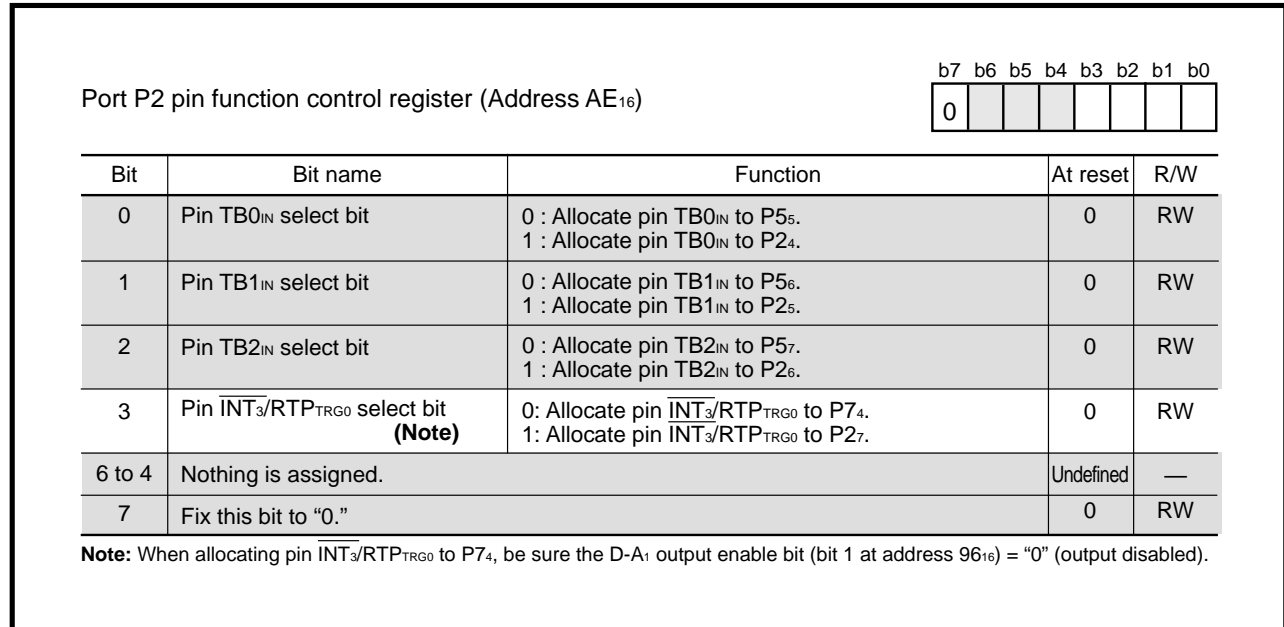 b7 b6 b5 b4 b3 b2 b1 b0
Port P2 pin function control register (Address AE₁₆)
0
Bit Bit name Function At reset R/W
0 Pin TB0IN select bit 0 : Allocate pin TB0IN to P5₅. 0 RW
1 : Allocate pin TB0IN to P2₄.
1 Pin TB1IN select bit 0 : Allocate pin TB1IN to P5₆. 0 RW
1 : Allocate pin TB1IN to P2₅.
2 Pin TB2IN select bit 0 : Allocate pin TB2IN to P5₇. 0 RW
1 : Allocate pin TB2IN to P2₆.
3 Pin I̅N̅T̅₃/RTPTRG0 select bit 0: Allocate pin I̅N̅T̅₃/RTPTRG0 to P7₄. 0 RW
(Note) 1: Allocate pin I̅N̅T̅₃/RTPTRG0 to P2₇.
6 to 4 Nothing is assigned. Undefined —
7 Fix this bit to “0.” 0 RW
Note: When allocating pin I̅N̅T̅₃/RTPTRG0 to P7₄, be sure the D-A₁ output enable bit (bit 1 at address 96₁₆) = “0” (output disabled).